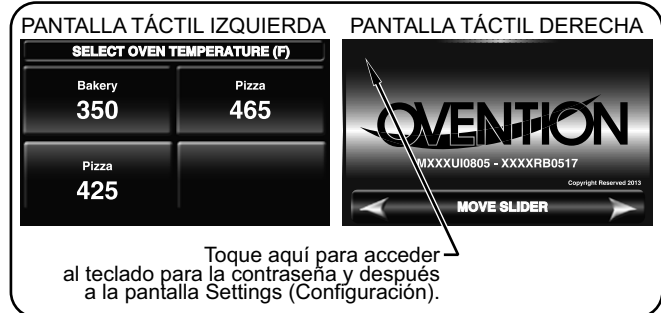 PANTALLA TÁCTIL IZQUIERDA
SELECT OVEN TEMPERATURE (F)
Bakery
350
Pizza
465
Pizza
425
PANTALLA TÁCTIL DERECHA
OVENTION
MXXXUI0805 - XXXXRB0517
Copyright Reserved 2013
MOVE SLIDER
Toque aquí para acceder
al teclado para la contraseña y después
a la pantalla Settings (Configuración).